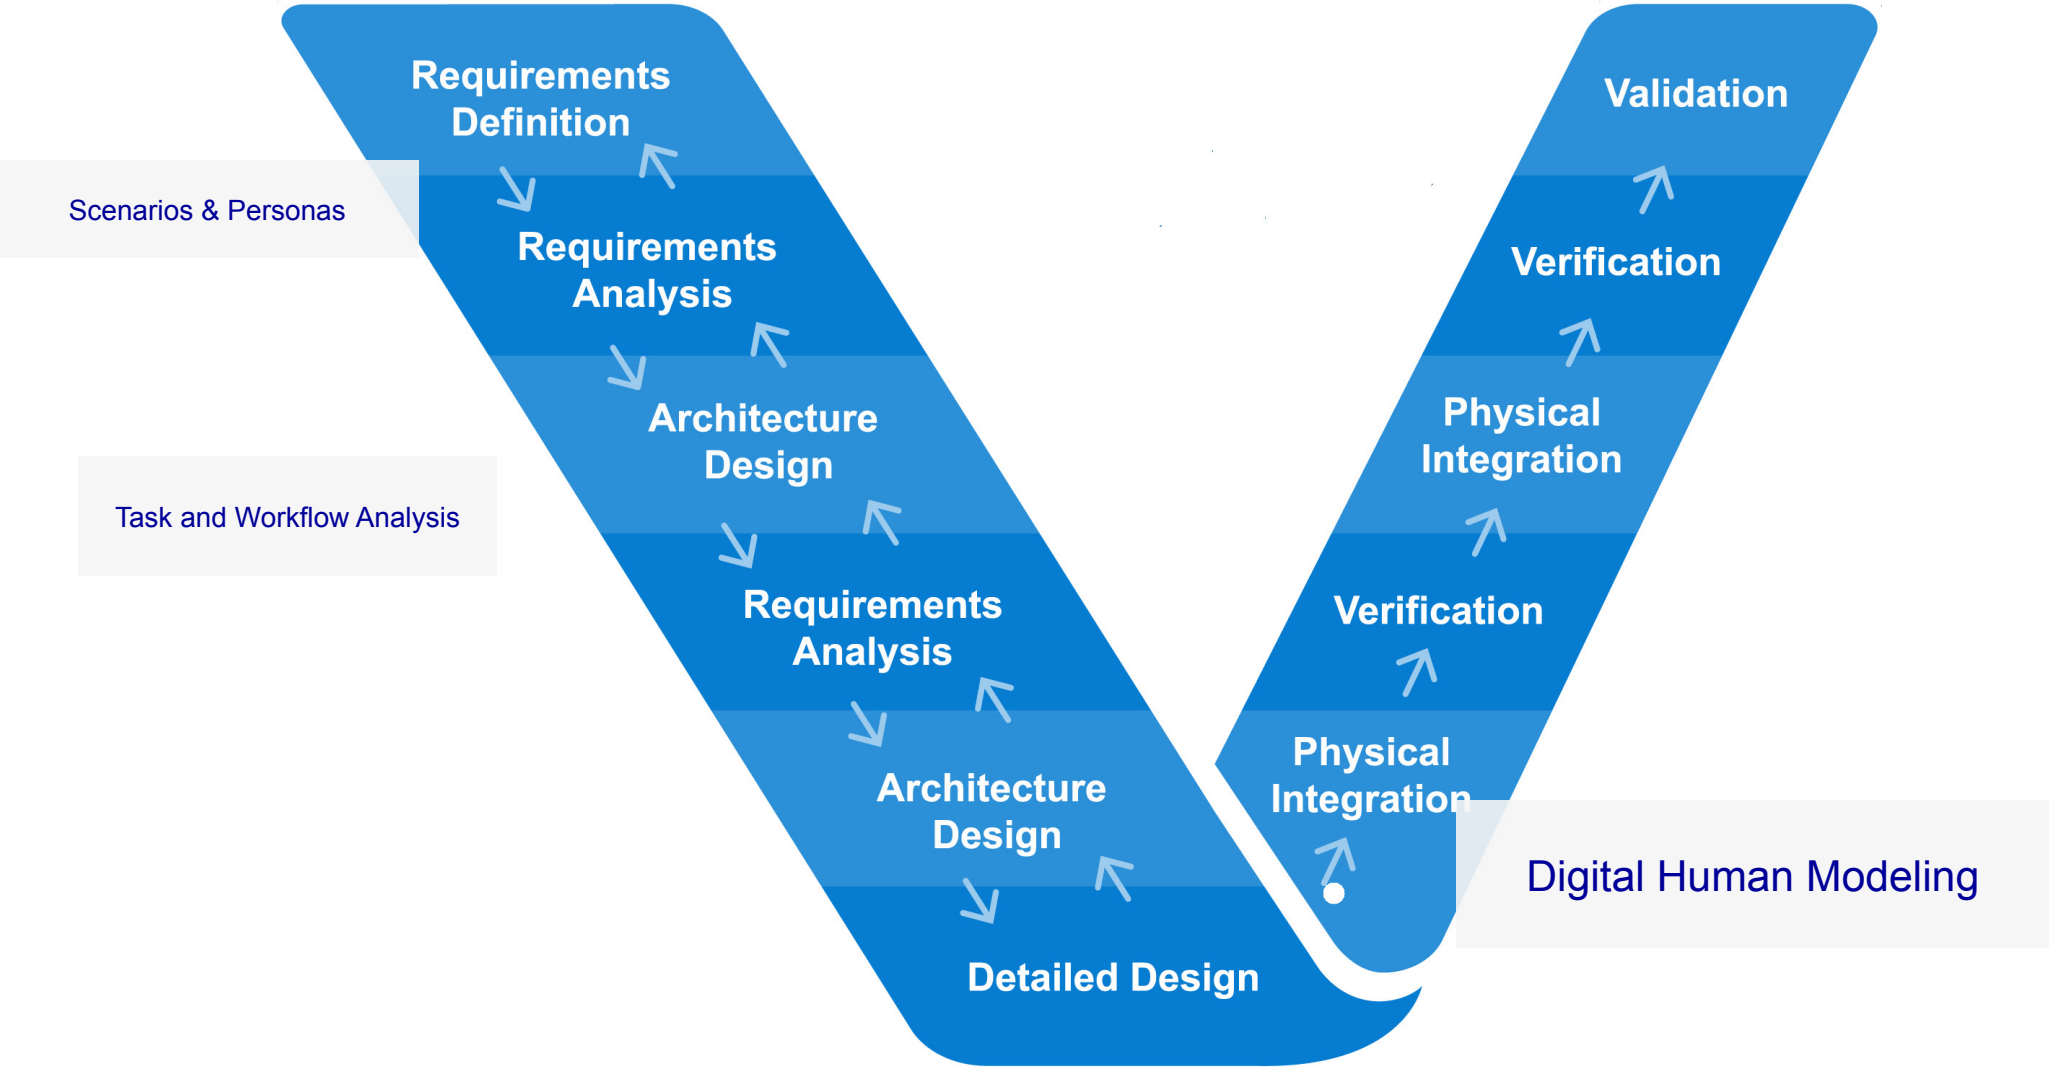 Requirements
Definition
Scenarios & Personas
Requirements
Analysis
Architecture
Design
Task and Workflow Analysis
Requirements
Analysis
Architecture
Design
Detailed Design
Validation
Verification
Physical
Integration
Verification
Physical
Integration
Digital Human Modeling